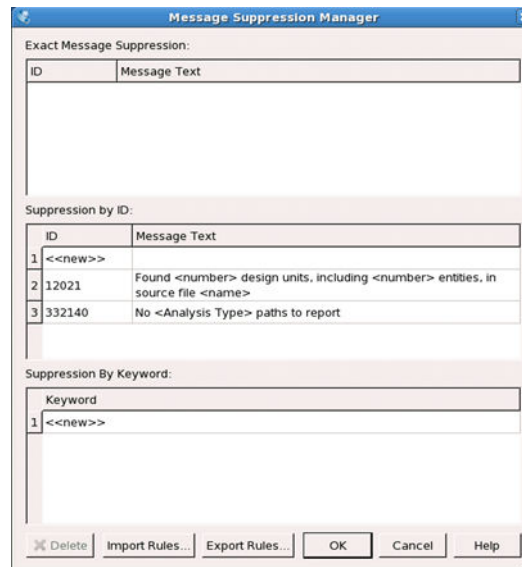 Message Suppression Manager
Exact Message Suppression:
ID Message Text
Suppression by ID:
ID Message Text
1 <<new>>
2 12021 Found <number> design units, including <number> entities, in
source file <name>
3 332140 No <Analysis Type> paths to report
Suppression By Keyword:
Keyword
1 <<new>>
Delete Import Rules... Export Rules... OK Cancel Help